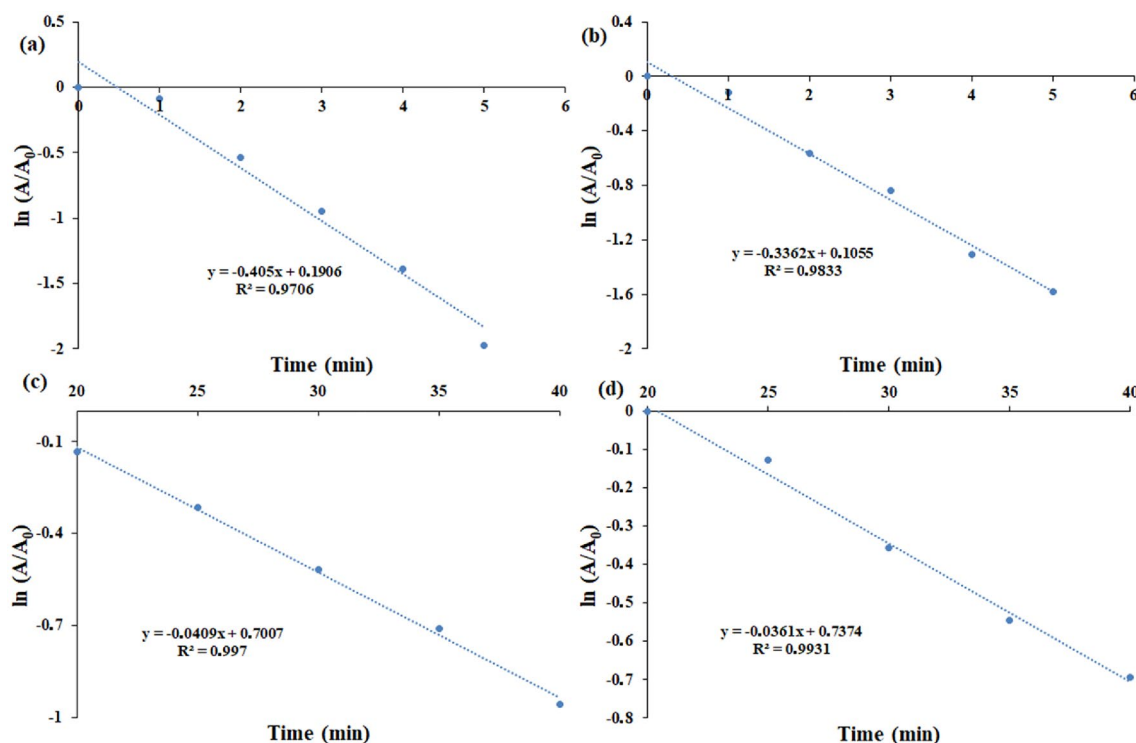 (a)
0.5
0
-0.5
-1
-1.5
-2
0 1 2 3 4 5 6
ln (A/A0)
y = -0.405x + 0.1906
R² = 0.9706
Time (min)
(b)
0.4
0
-0.4
-0.8
-1.2
-1.6
-2
0 1 2 3 4 5 6
ln (A/A0)
y = -0.3362x + 0.1055
R² = 0.9833
Time (min)
(c)
20 25 30 35 40
-0.1
-0.4
-0.7
-1
ln (A/A0)
y = -0.0409x + 0.7007
R² = 0.997
Time (min)
(d)
20 25 30 35 40
0
-0.1
-0.2
-0.3
-0.4
-0.5
-0.6
-0.7
-0.8
ln (A/A0)
y = -0.0361x + 0.7374
R² = 0.9931
Time (min)